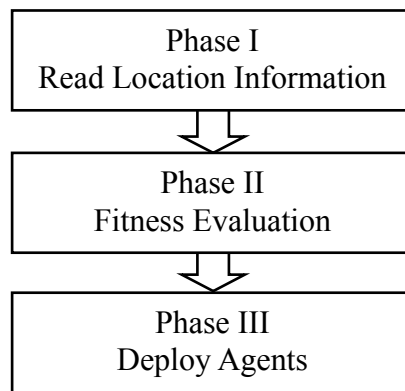 Phase I
Read Location Information
Phase II
Fitness Evaluation
Phase III
Deploy Agents